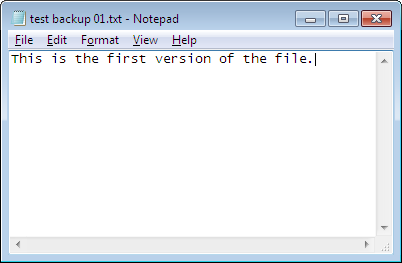 test backup 01.txt - Notepad
File Edit Format View Help
This is the first version of the file.